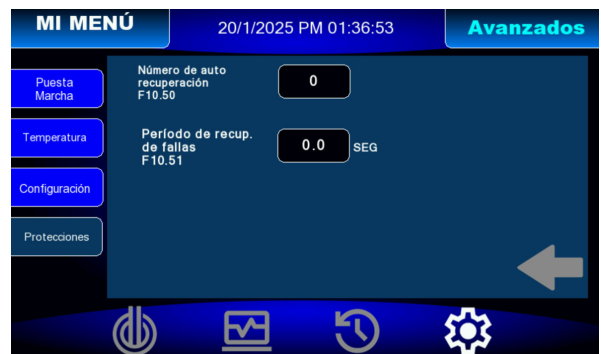 MI MENÚ
20/1/2025 PM 01:36:53
Avanzados
Puesta
Marcha
Temperatura
Configuración
Protecciones
Número de auto
recuperación
F10.50
0
Período de recup.
de fallas
F10.51
0.0 SEG